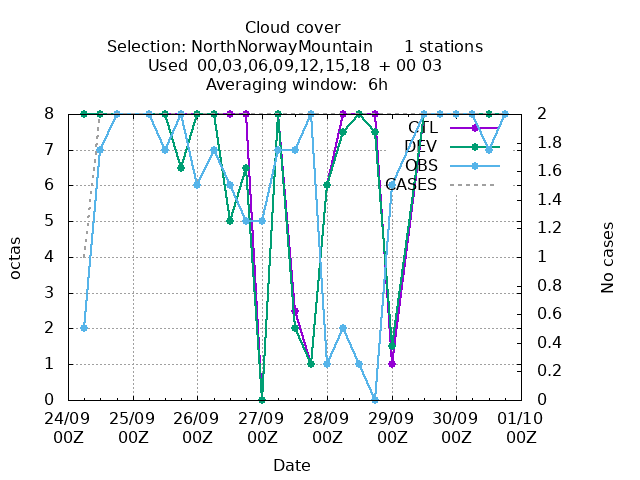 Cloud cover
Selection: NorthNorwayMountain 1 stations
Used 00,03,06,09,12,15,18 + 00 03
Averaging window: 6h
8
7
6
5
4
3
2
1
0
octas
2
1.8
1.6
1.4
1.2
1
0.8
0.6
0.4
0.2
0
No cases
CTL
DEV
OBS
CASES
24/09 25/09 26/09 27/09 28/09 29/09 30/09 01/10
00Z 00Z 00Z 00Z 00Z 00Z 00Z 00Z
Date